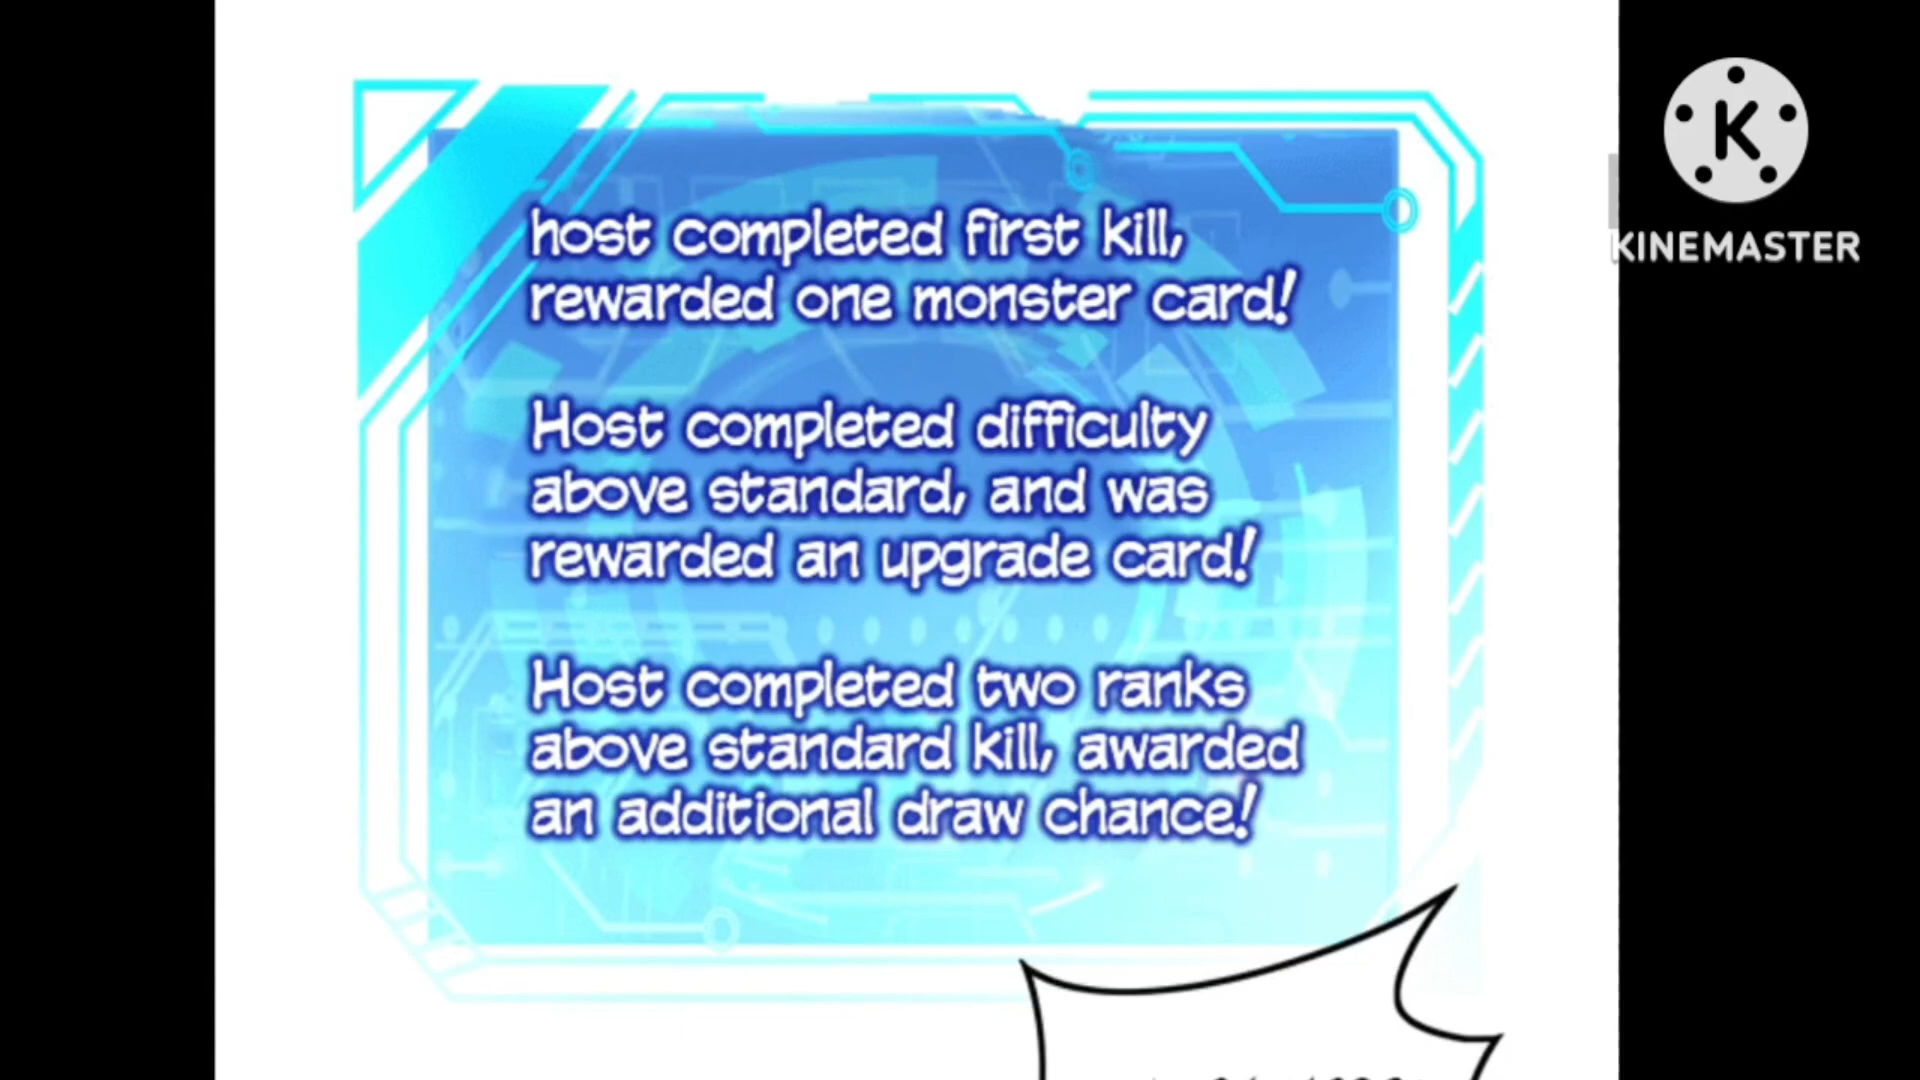 host completed first kill,
rewarded one monster card!
Host completed difficulty
above standard, and was
rewarded an upgrade card!
Host completed two ranks
above standard kill, awarded
an additional draw chance!
K
KINEMASTER